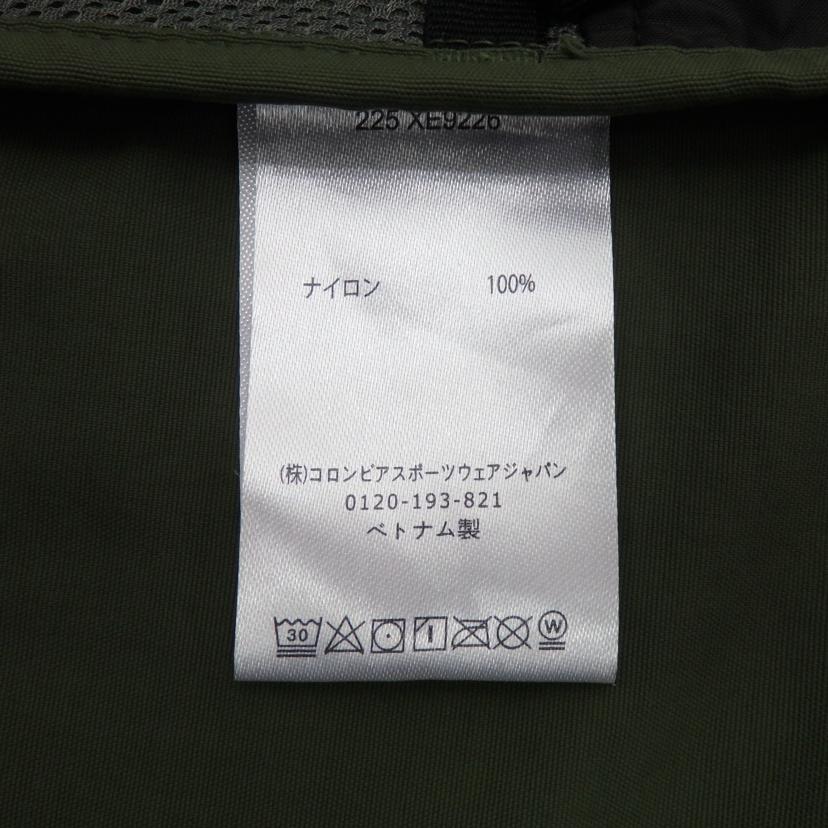 225 XE9226
ナイロン 100%
(株)コロンビアスポーツウェアジャパン
0120-193-821
ベトナム製
30 W